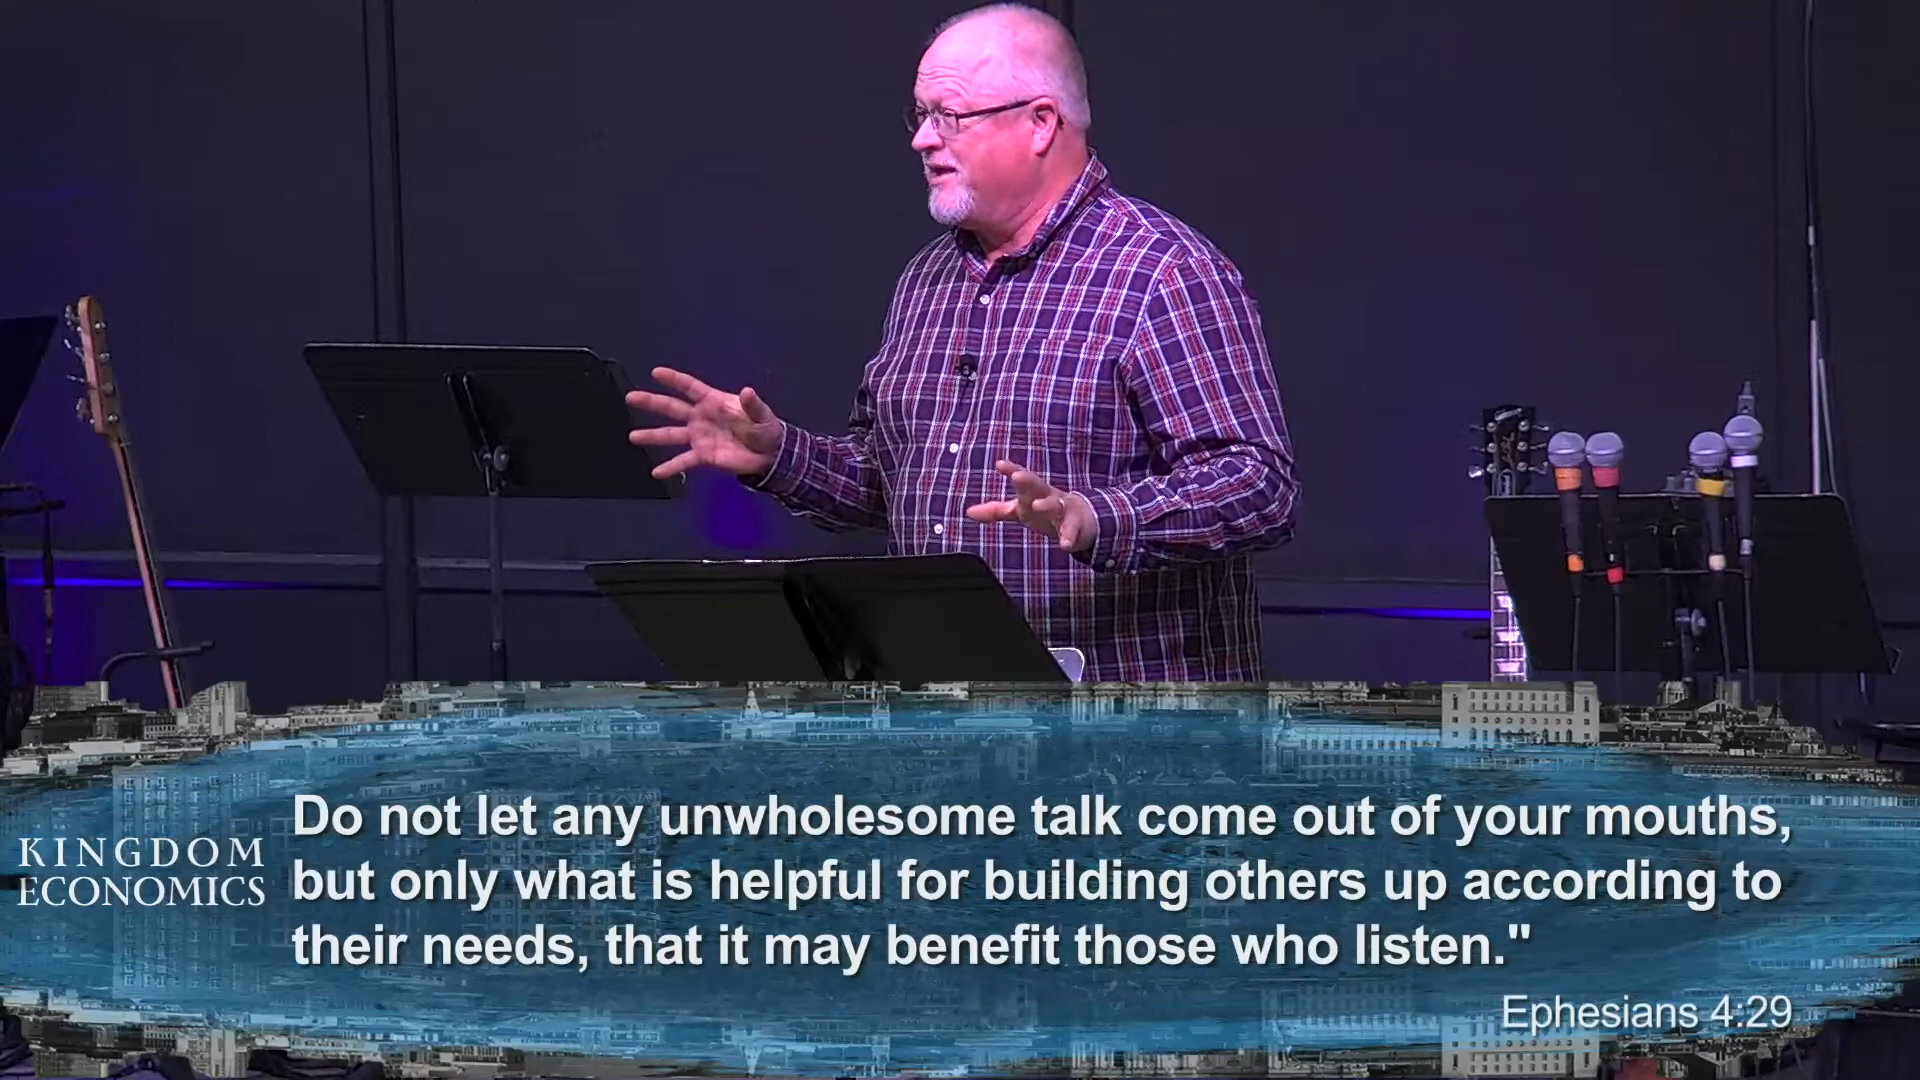 KINGDOM
ECONOMICS
Do not let any unwholesome talk come out of your mouths,
but only what is helpful for building others up according to
their needs, that it may benefit those who listen."
Ephesians 4:29